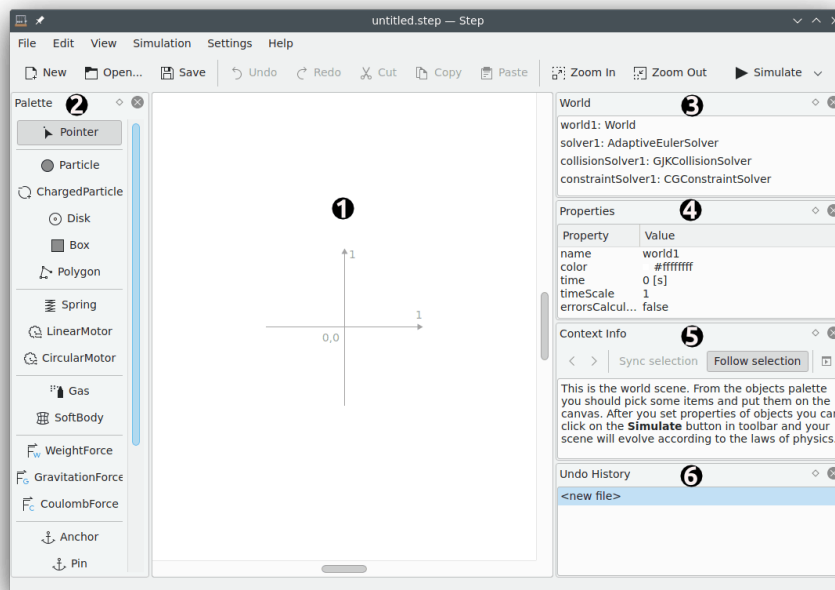 untitled.step — Step
File Edit View Simulation Settings Help
New Open... Save Undo Redo Cut Copy Paste Zoom In Zoom Out Simulate
Palette 2
Pointer
Particle
ChargedParticle
Disk
Box
Polygon
Spring
LinearMotor
CircularMotor
Gas
SoftBody
WeightForce
GravitationForce
CoulombForce
Anchor
Pin
1
1
1
0,0
World 3
world1: World
solver1: AdaptiveEulerSolver
collisionSolver1: GJKCollisionSolver
constraintSolver1: CGConstraintSolver
Properties 4
Property Value
name world1
color #ffffffff
time 0 [s]
timeScale 1
errorsCalcul... false
Context Info 5
Sync selection Follow selection
This is the world scene. From the objects palette
you should pick some items and put them on the
canvas. After you set properties of objects you can
click on the Simulate button in toolbar and your
scene will evolve according to the laws of physics.
Undo History 6
<new file>